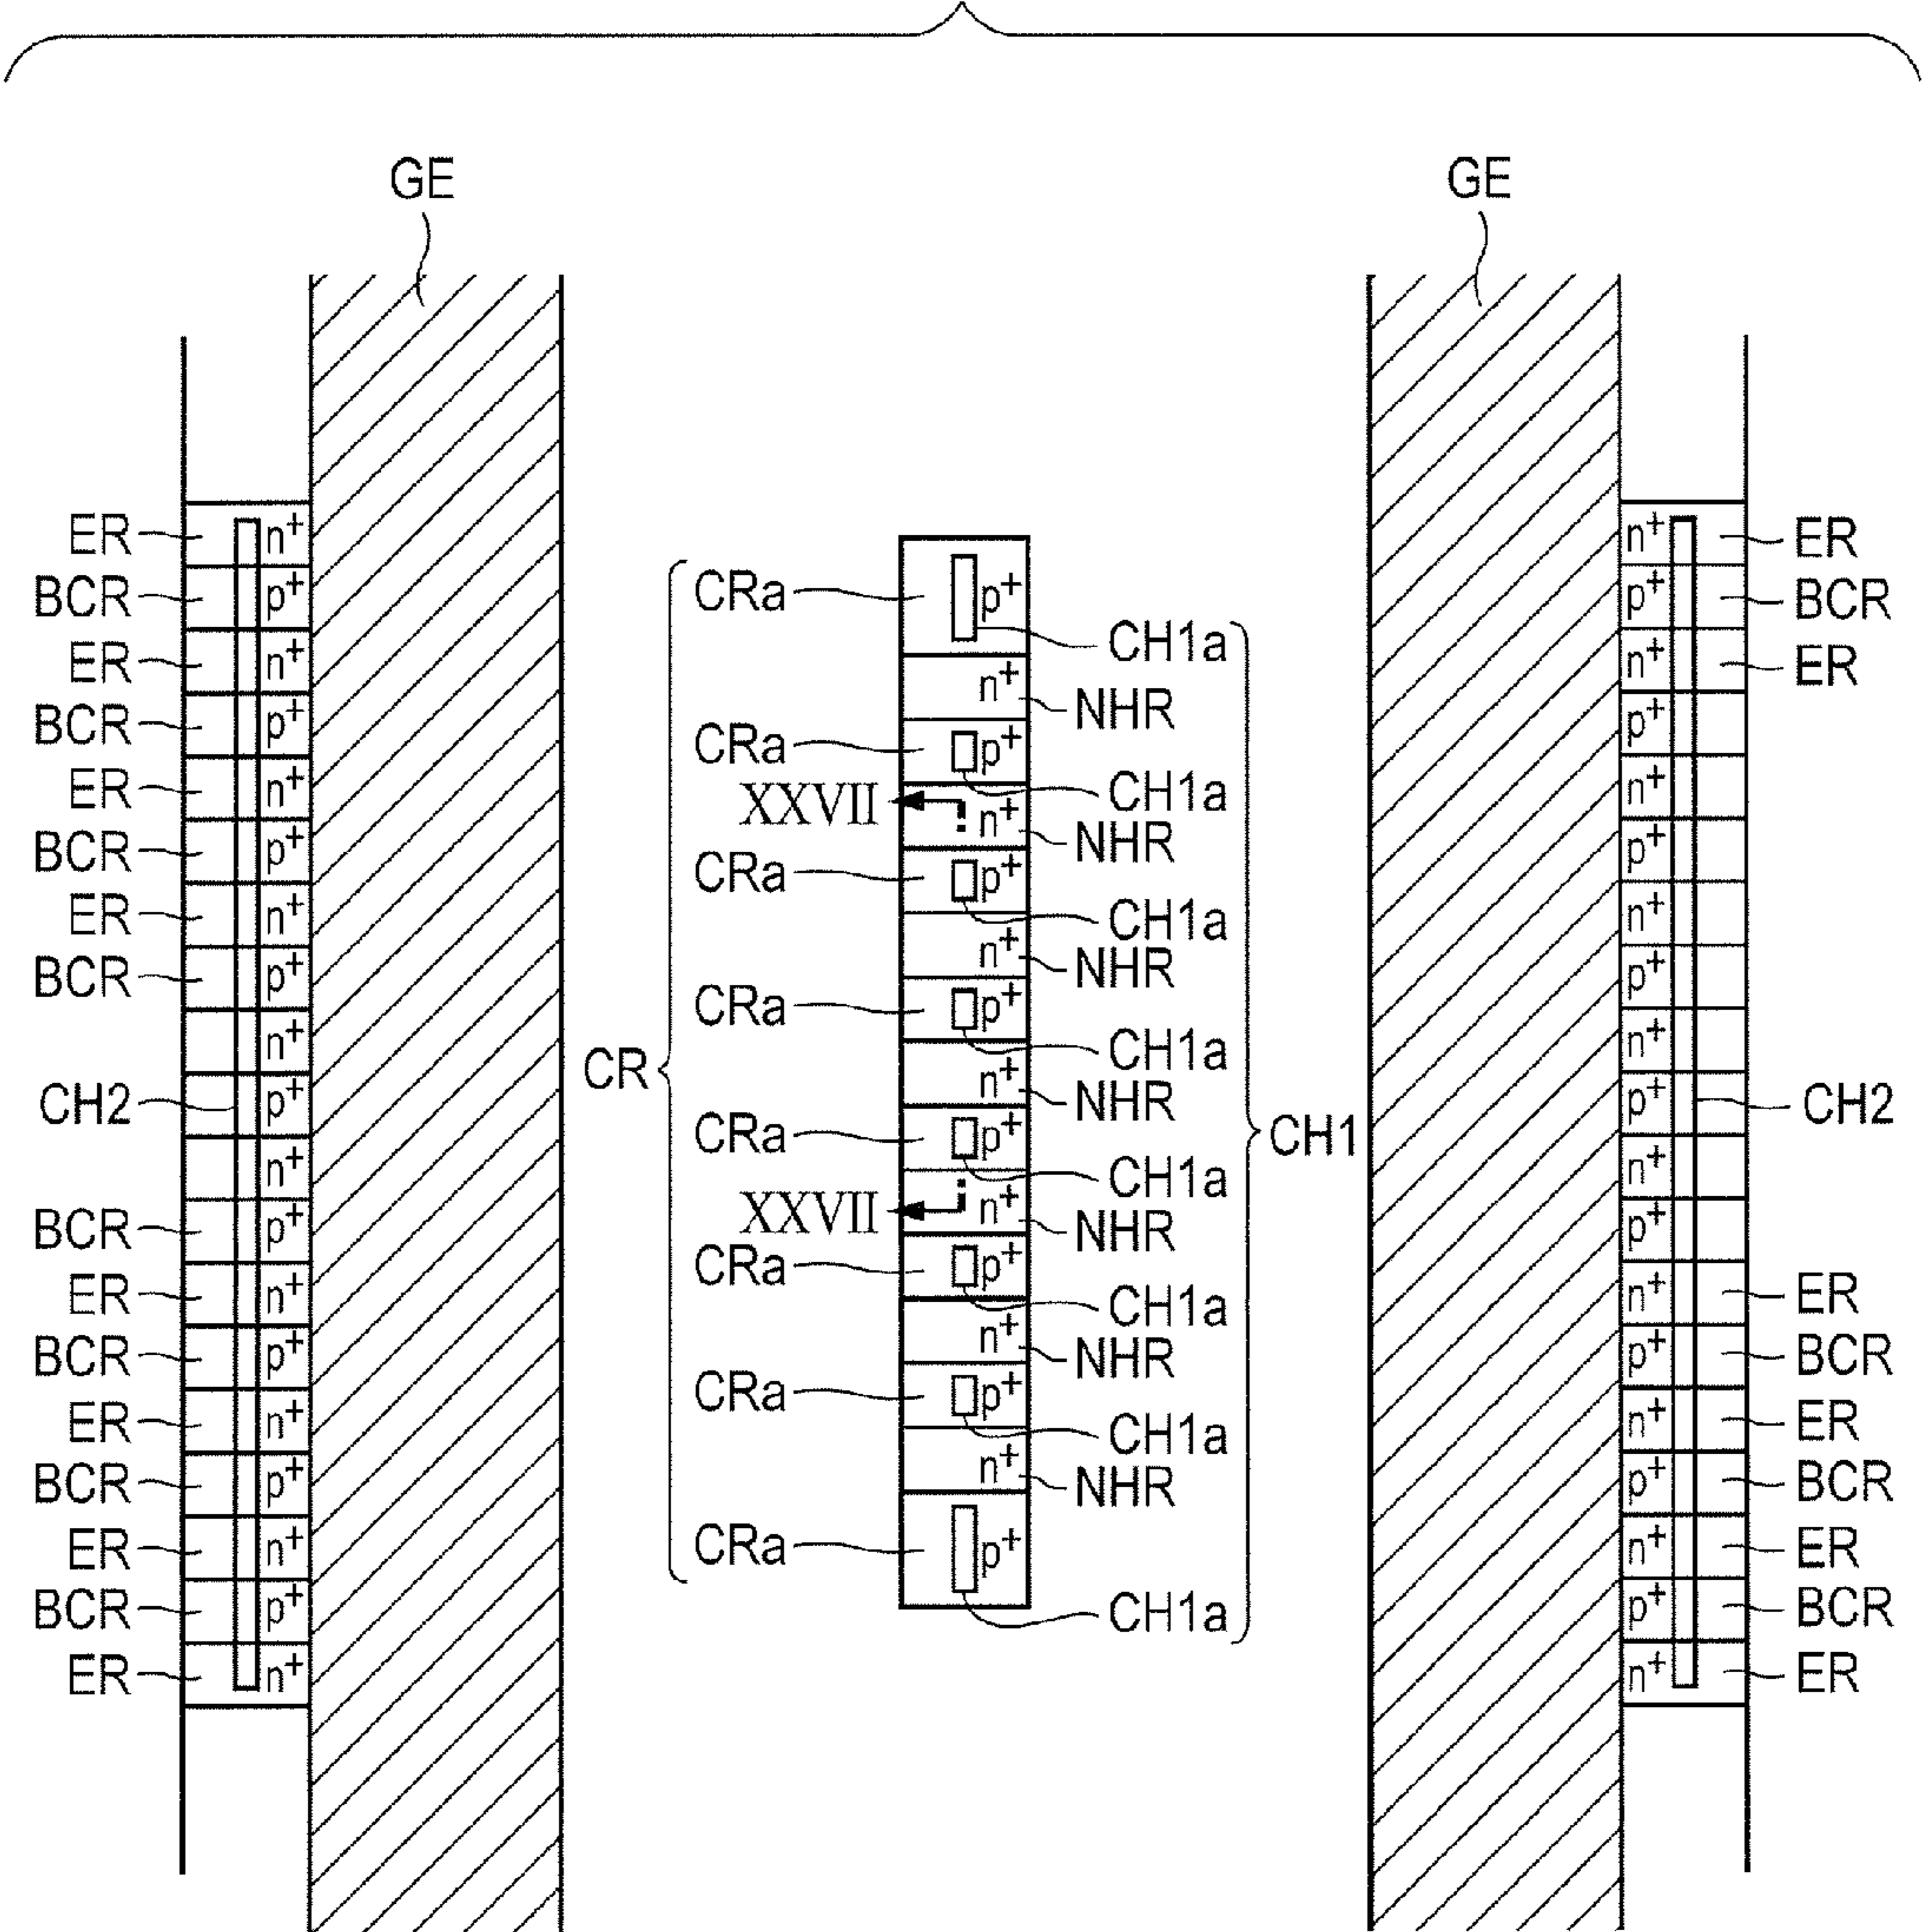 GE GE
ER n+ n+ ER
CRa p+
BCR p+ p+ BCR
CH1a
ER n+ n+ ER
n+ NHR
BCR p+ p+
CRa p+
ER n+ CH1a n+
XXVII n+ NHR
BCR p+ p+
CRa p+
ER n+ CH1a n+
n+ NHR
BCR p+ p+
CRa p+
n+ CH1a n+
CR
n+ NHR
CH2 p+ p+ CH2
CRa p+ CH1
n+ CH1a n+
XXVII n+ NHR
BCR p+ p+
CRa p+
ER n+ CH1a n+ ER
n+ NHR
BCR p+ p+ BCR
CRa p+
ER n+ CH1a n+ ER
n+ NHR
BCR p+ p+ BCR
CRa p+
ER n+ n+ ER
BCR p+ CH1a p+ BCR
ER n+ n+ ER